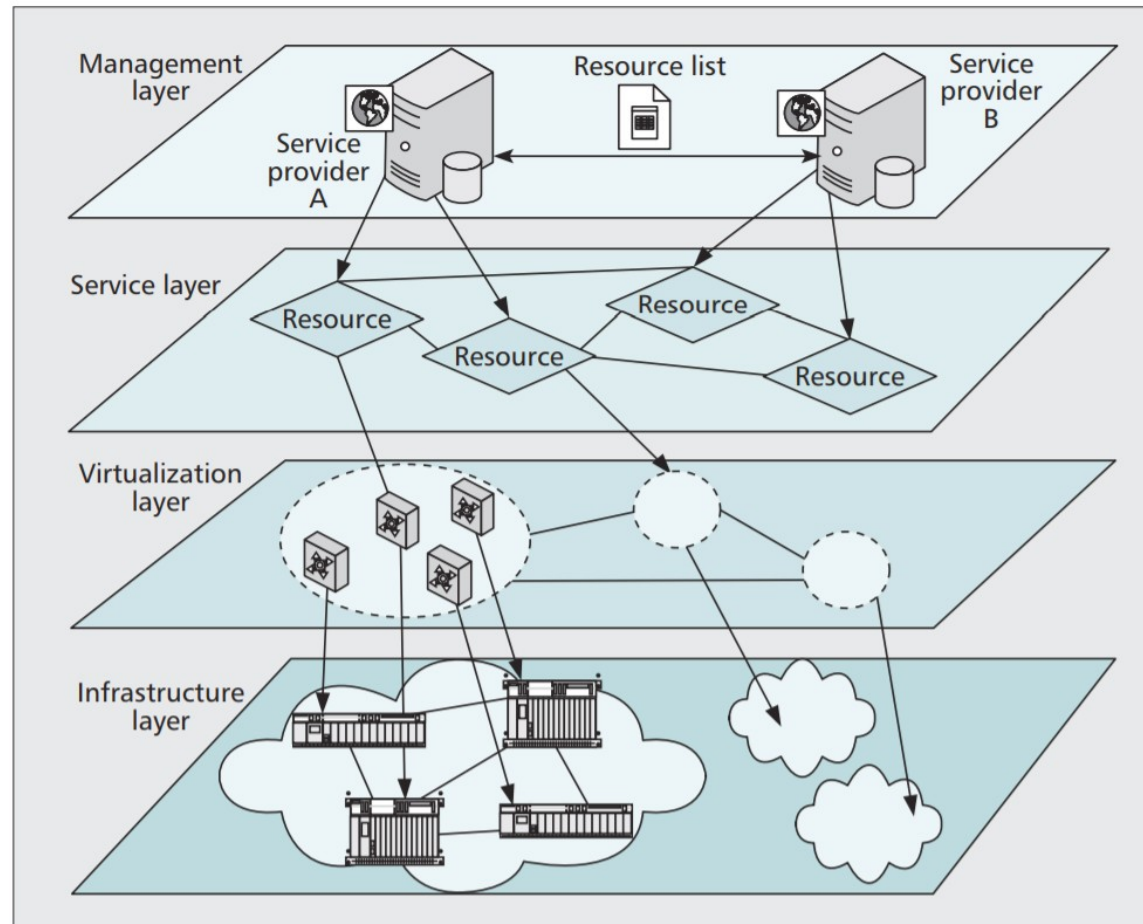 Management
layer
Resource list
Service
provider
B
Service
provider
A
Service layer
Resource
Resource
Resource
Resource
Virtualization
layer
Infrastructure
layer